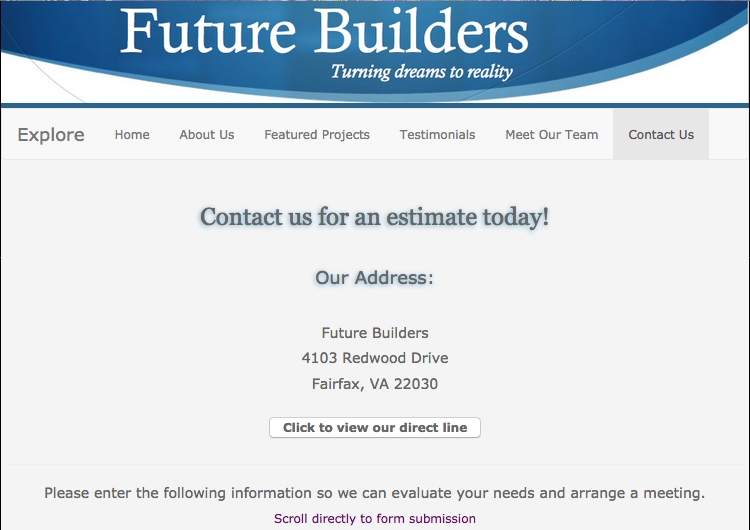 Future Builders
Turning dreams to reality
Explore Home About Us Featured Projects Testimonials Meet Our Team Contact Us
Contact us for an estimate today!
Our Address:
Future Builders
4103 Redwood Drive
Fairfax, VA 22030
Click to view our direct line
Please enter the following information so we can evaluate your needs and arrange a meeting.
Scroll directly to form submission